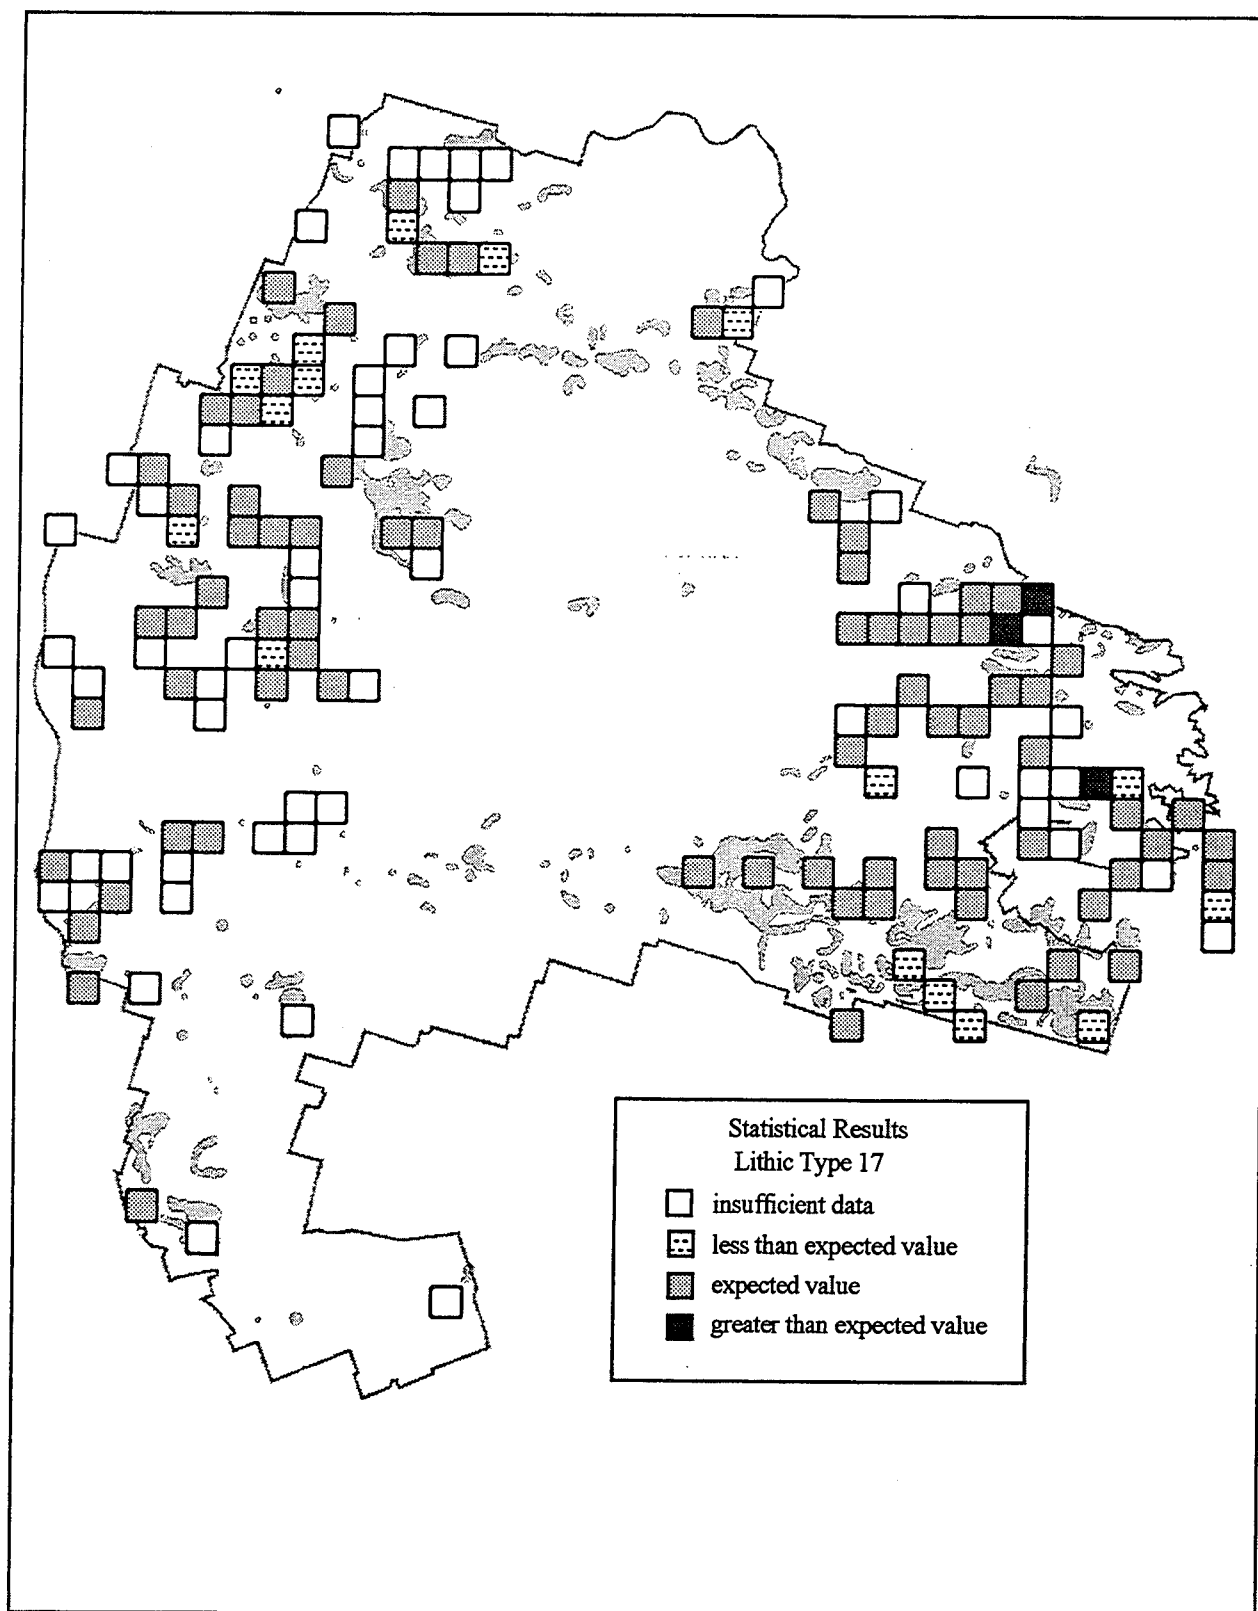 Statistical Results
Lithic Type 17
insufficient data
less than expected value
expected value
greater than expected value